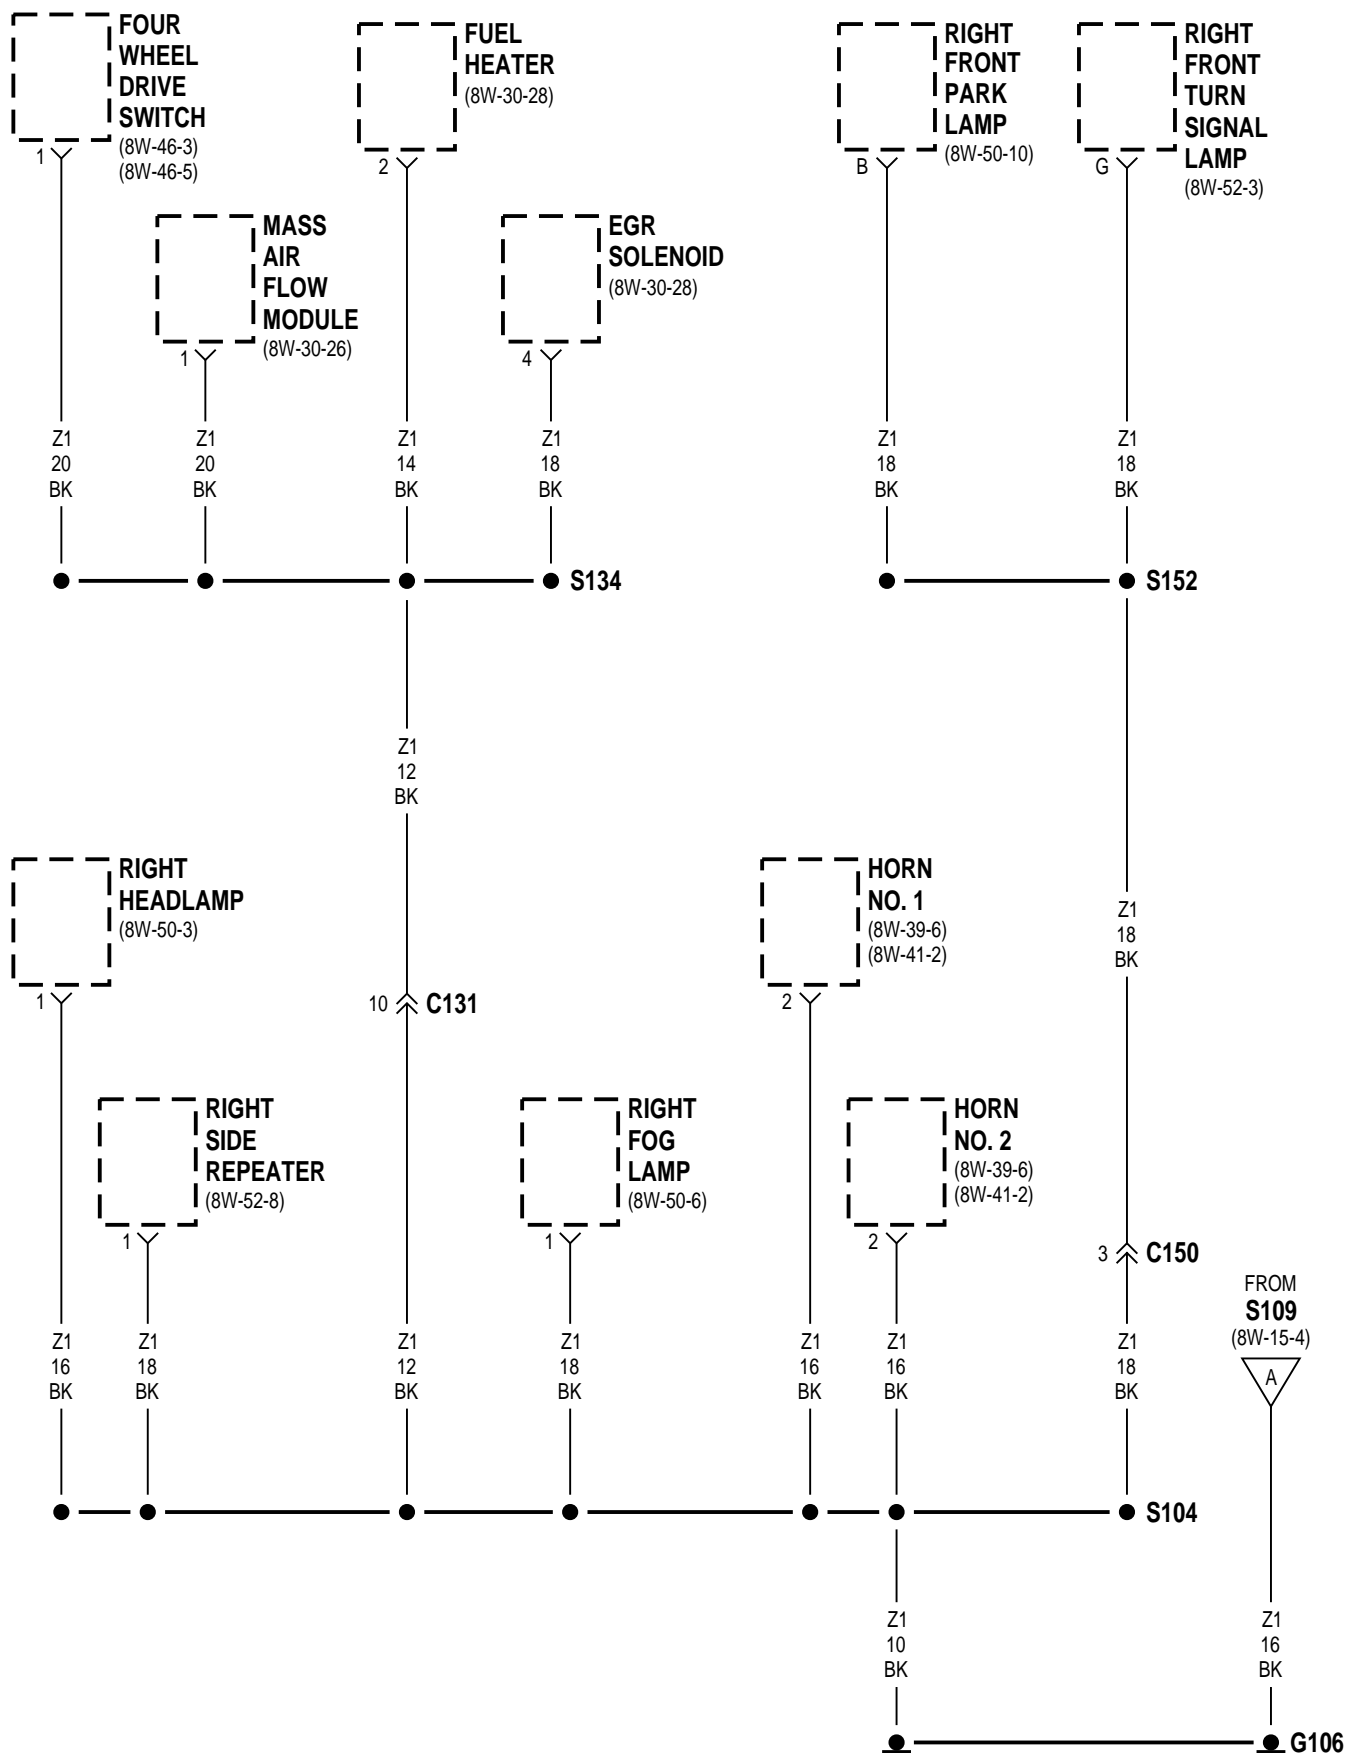 FOUR
WHEEL
DRIVE
SWITCH
(8W-46-3)
(8W-46-5)
1
FUEL
HEATER
(8W-30-28)
2
RIGHT
FRONT
PARK
LAMP
(8W-50-10)
B
RIGHT
FRONT
TURN
SIGNAL
LAMP
(8W-52-3)
G
MASS
AIR
FLOW
MODULE
(8W-30-26)
1
EGR
SOLENOID
(8W-30-28)
4
Z1
20
BK
Z1
20
BK
Z1
14
BK
Z1
18
BK
Z1
18
BK
Z1
18
BK
S134
S152
Z1
12
BK
RIGHT
HEADLAMP
(8W-50-3)
1
HORN
NO. 1
(8W-39-6)
(8W-41-2)
2
Z1
18
BK
10
C131
RIGHT
SIDE
REPEATER
(8W-52-8)
1
RIGHT
FOG
LAMP
(8W-50-6)
1
HORN
NO. 2
(8W-39-6)
(8W-41-2)
2
3
C150
FROM
S109
(8W-15-4)
A
Z1
16
BK
Z1
18
BK
Z1
12
BK
Z1
18
BK
Z1
16
BK
Z1
16
BK
Z1
18
BK
S104
Z1
10
BK
Z1
16
BK
G106